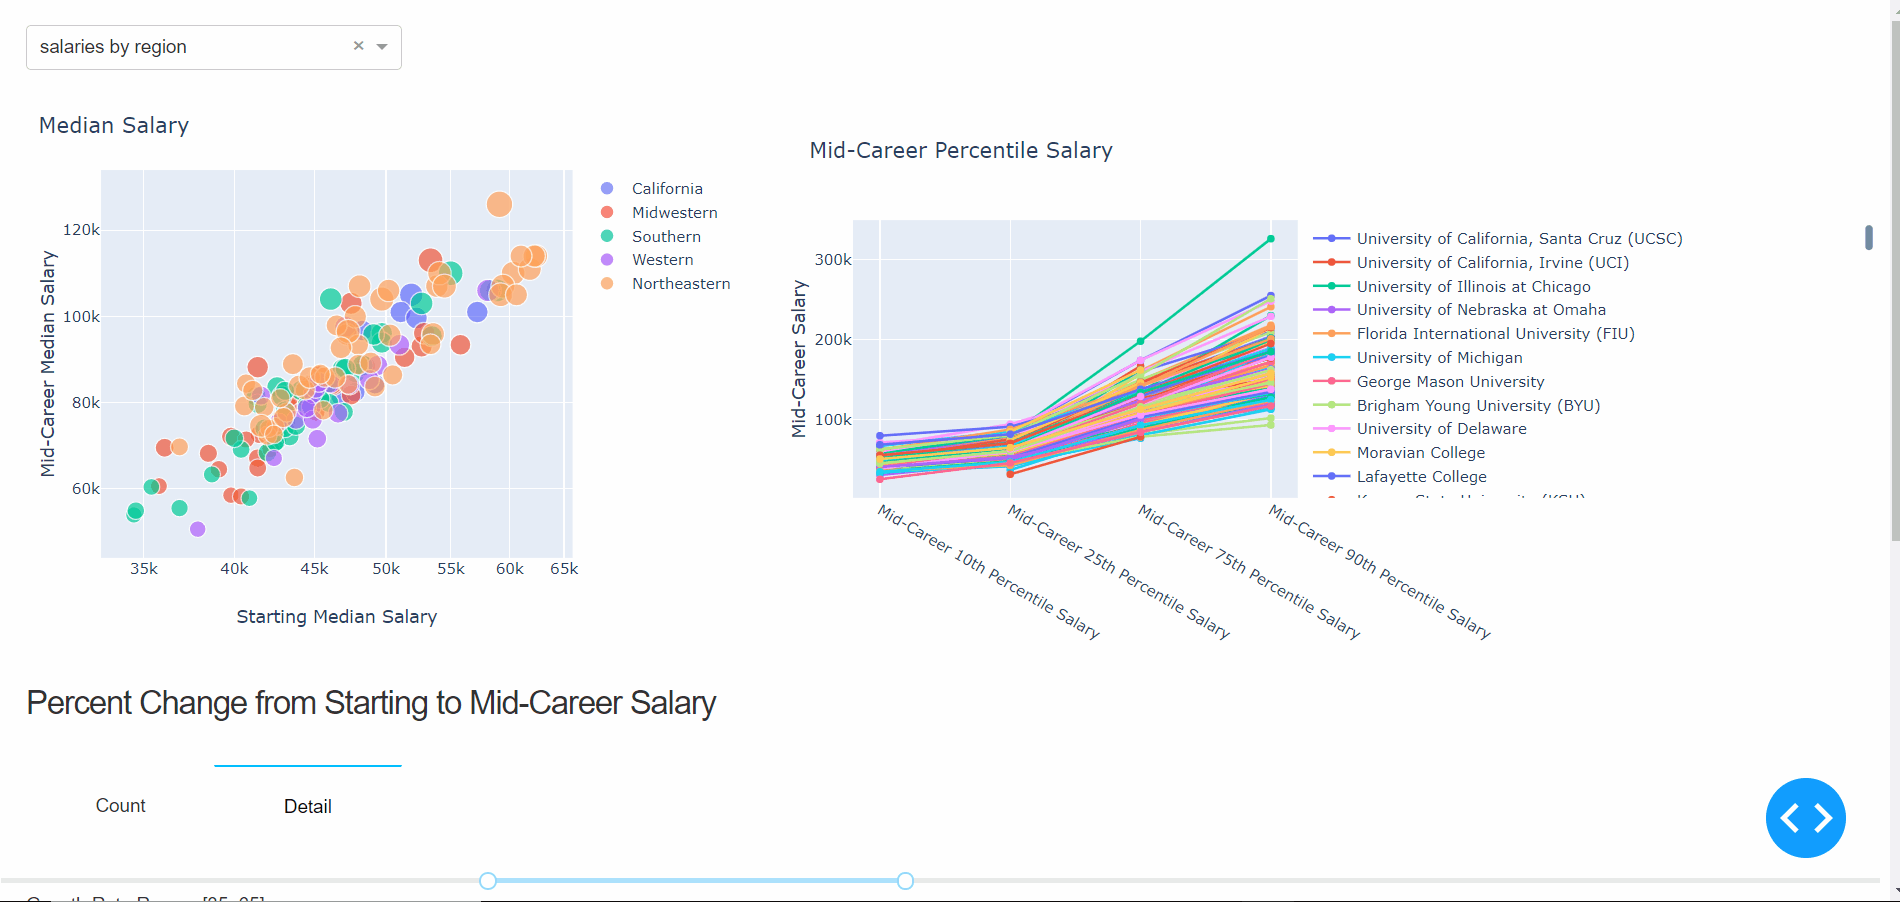 salaries by region
Median Salary
120k
100k
80k
60k
Mid-Career Median Salary
35k 40k 45k 50k 55k 60k 65k
Starting Median Salary
California
Midwestern
Southern
Western
Northeastern
Mid-Career Percentile Salary
300k
200k
100k
Mid-Career Salary
Mid-Career 10th Percentile Salary
Mid-Career 25th Percentile Salary
Mid-Career 75th Percentile Salary
Mid-Career 90th Percentile Salary
University of California, Santa Cruz (UCSC)
University of California, Irvine (UCI)
University of Illinois at Chicago
University of Nebraska at Omaha
Florida International University (FIU)
University of Michigan
George Mason University
Brigham Young University (BYU)
University of Delaware
Moravian College
Lafayette College
Percent Change from Starting to Mid-Career Salary
Count Detail